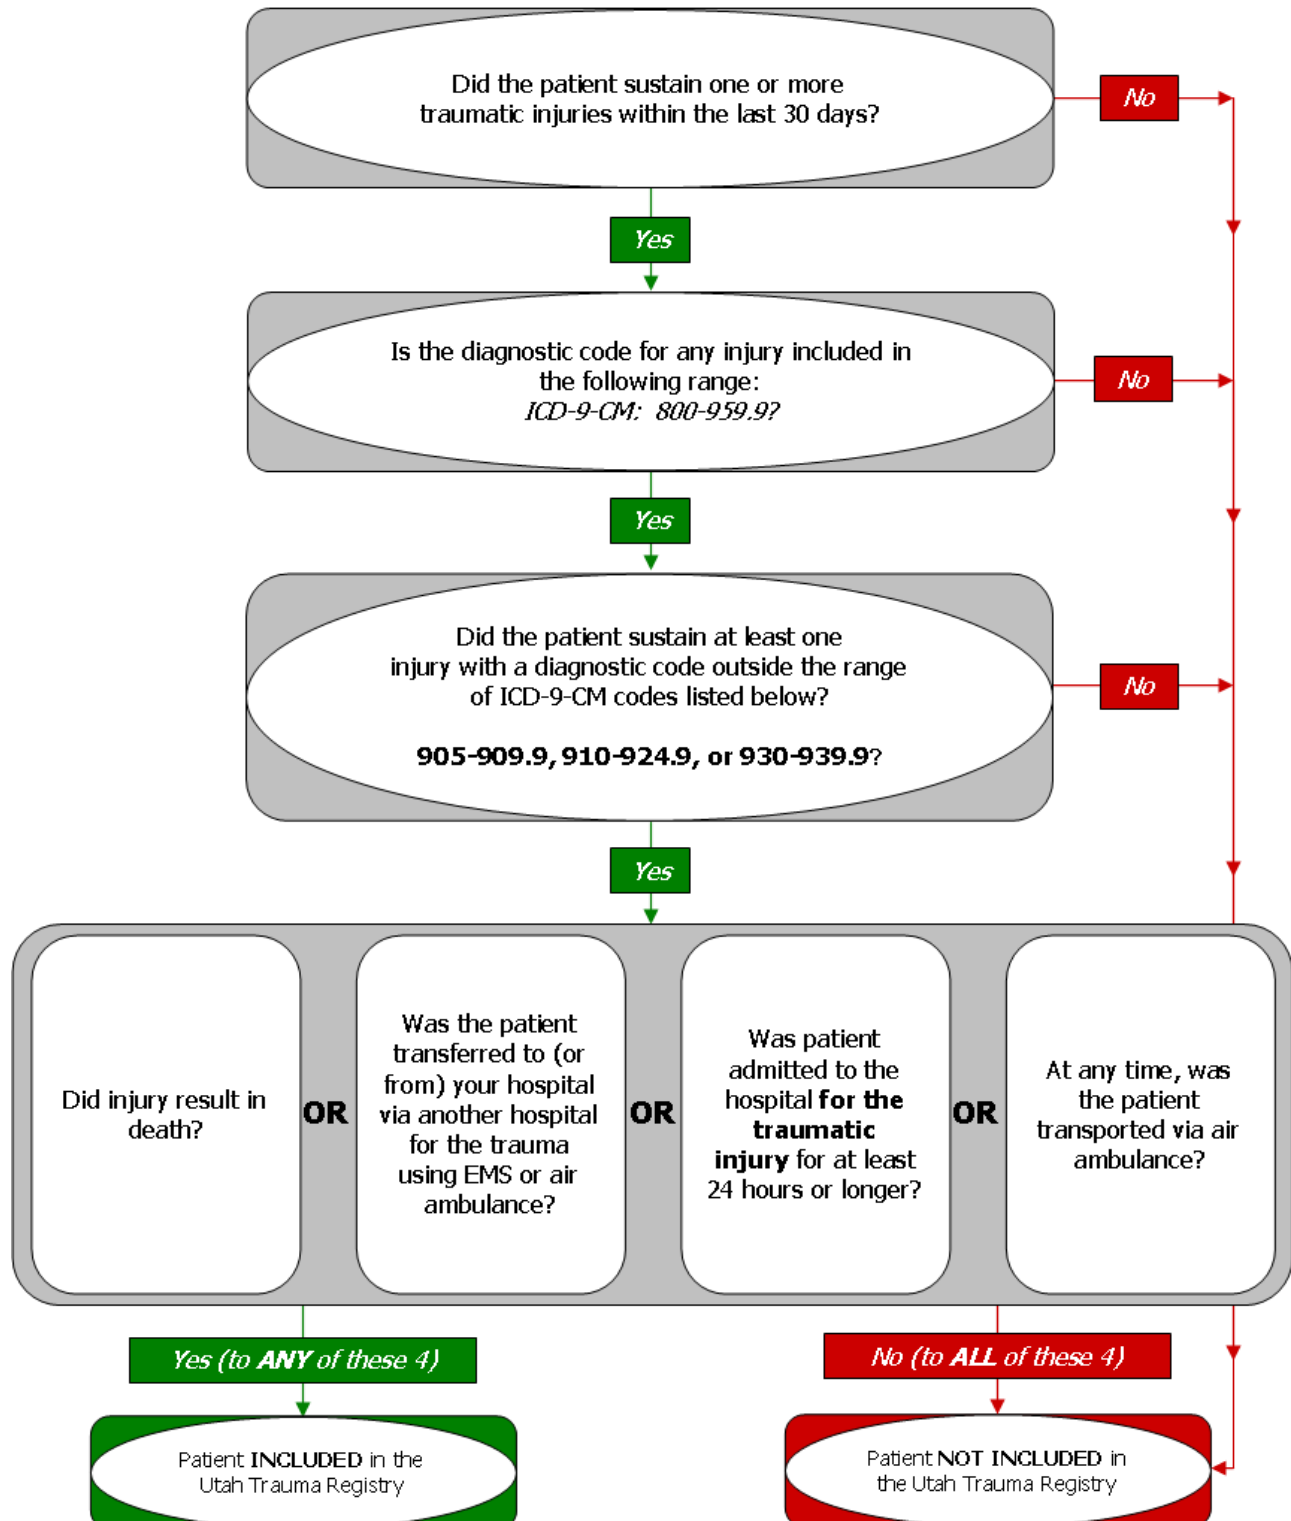 Did the patient sustain one or more
traumatic injuries within the last 30 days?
No
Yes
Is the diagnostic code for any injury included in
the following range:
ICD-9-CM: 800-959.9?
No
Yes
Did the patient sustain at least one
injury with a diagnostic code outside the range
of ICD-9-CM codes listed below?
905-909.9, 910-924.9, or 930-939.9?
No
Yes
Did injury result in
death?
OR
Was the patient
transferred to (or
from) your hospital
via another hospital
for the trauma
using EMS or air
ambulance?
OR
Was patient
admitted to the
hospital for the
traumatic
injury for at least
24 hours or longer?
OR
At any time, was
the patient
transported via air
ambulance?
Yes (to ANY of these 4)
No (to ALL of these 4)
Patient INCLUDED in the
Utah Trauma Registry
Patient NOT INCLUDED in
the Utah Trauma Registry